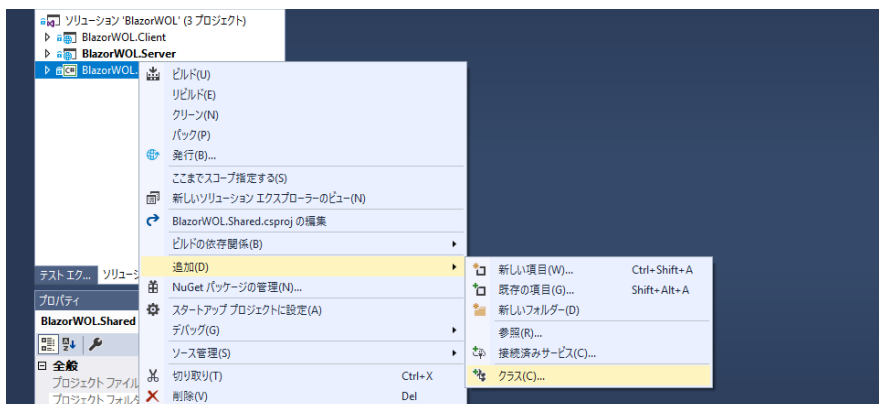 ソリューション 'BlazorWOL' (3 プロジェクト)
BlazorWOL.Client
BlazorWOL.Server
BlazorWOL.
ビルド(U)
リビルド(E)
クリーン(N)
パック(P)
発行(B)...
ここまでスコープ指定する(S)
新しいソリューション エクスプローラーのビュー(N)
BlazorWOL.Shared.csproj の編集
ビルドの依存関係(B)
追加(D)
NuGet パッケージの管理(N)...
スタートアップ プロジェクトに設定(A)
デバッグ(G)
ソース管理(S)
切り取り(T) Ctrl+X
削除(V) Del
新しい項目(W)... Ctrl+Shift+A
既存の項目(G)... Shift+Alt+A
新しいフォルダー(D)
参照(R)...
接続済みサービス(C)...
クラス(C)...
テスト エク... ソリューシ
プロパティ
BlazorWOL.Shared
全般
プロジェクト ファイル
プロジェクト フォルダ